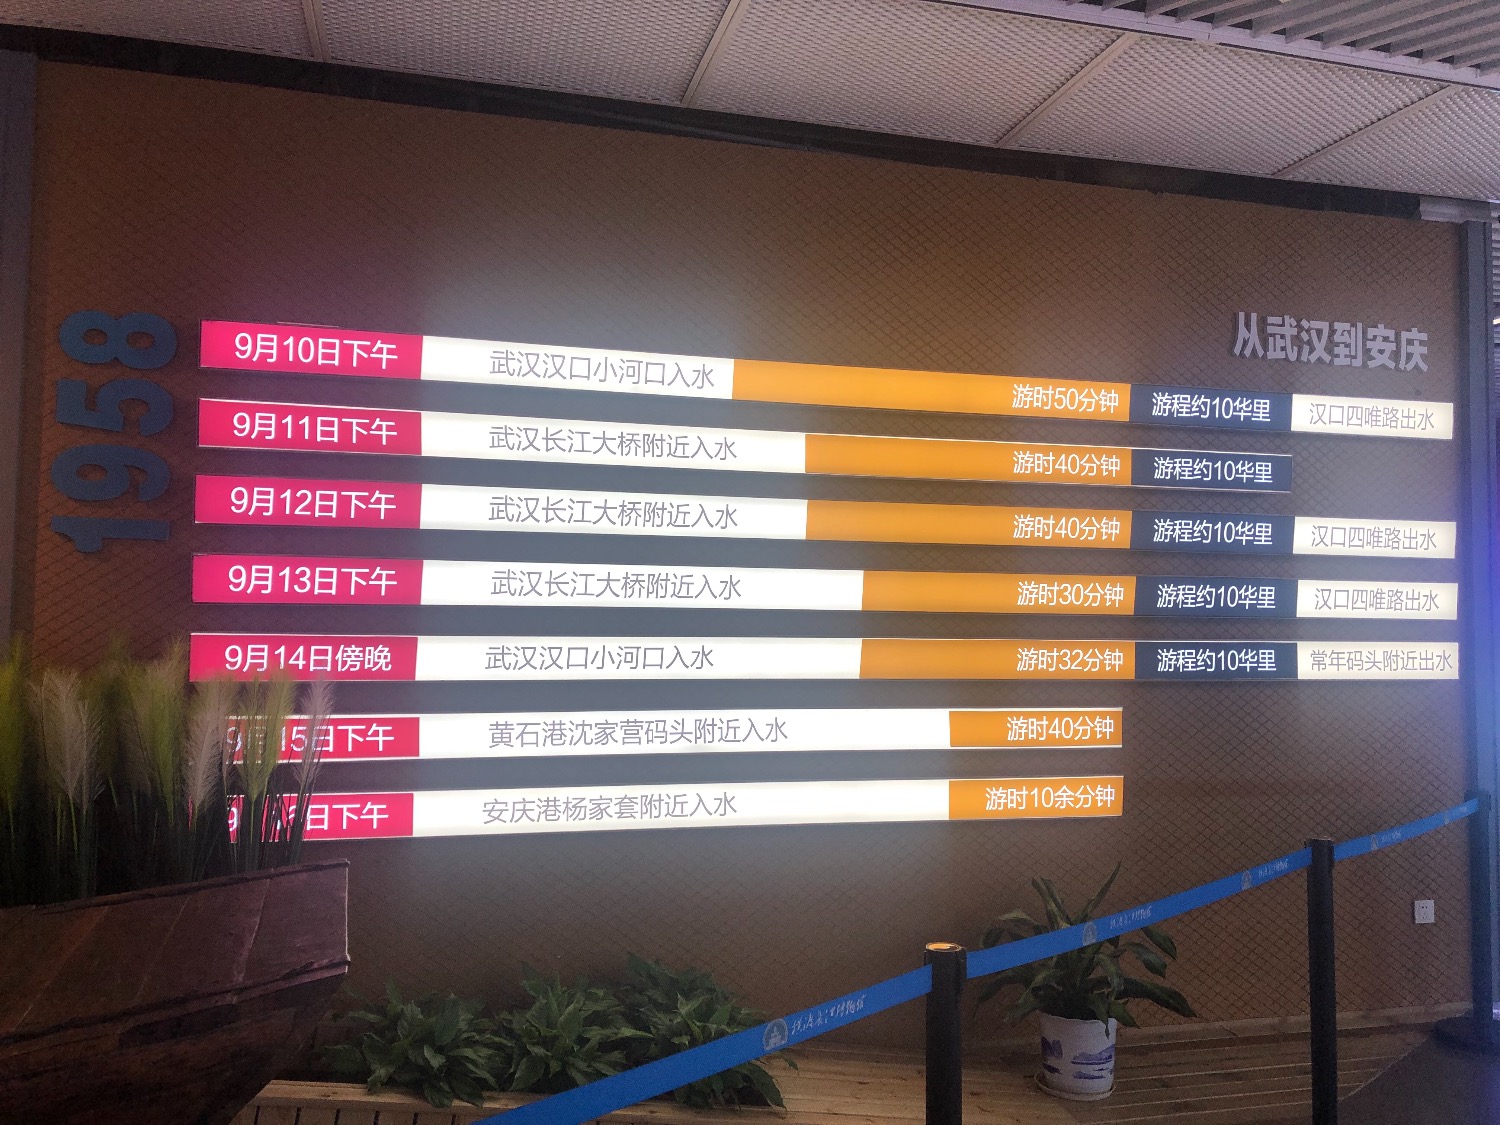 1958
从武汉到安庆
9月10日下午 武汉汉口小河口入水 游时50分钟 游程约10华里 汉口四唯路出水
9月11日下午 武汉长江大桥附近入水 游时40分钟 游程约10华里
9月12日下午 武汉长江大桥附近入水 游时40分钟 游程约10华里 汉口四唯路出水
9月13日下午 武汉长江大桥附近入水 游时30分钟 游程约10华里 汉口四唯路出水
9月14日傍晚 武汉汉口小河口入水 游时32分钟 游程约10华里 常年码头附近出水
9月15日下午 黄石港沈家营码头附近入水 游时40分钟
9 6日下午 安庆港杨家套附近入水 游时10余分钟